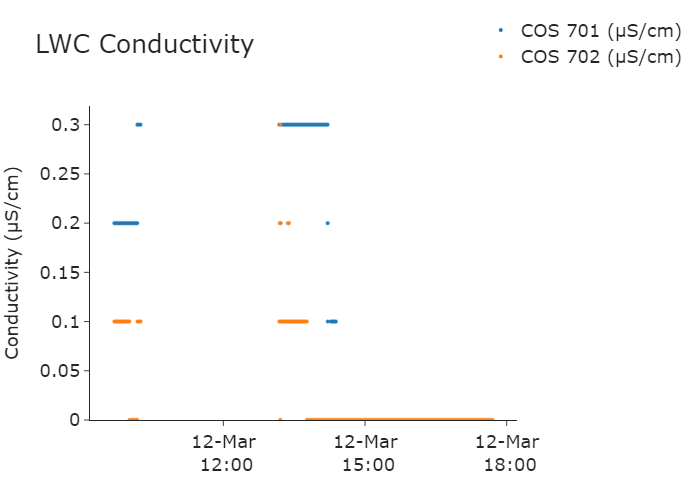 LWC Conductivity
COS 701 (μS/cm)
COS 702 (μS/cm)
Conductivity (μS/cm)
0.3
0.25
0.2
0.15
0.1
0.05
0
12-Mar
12:00
12-Mar
15:00
12-Mar
18:00